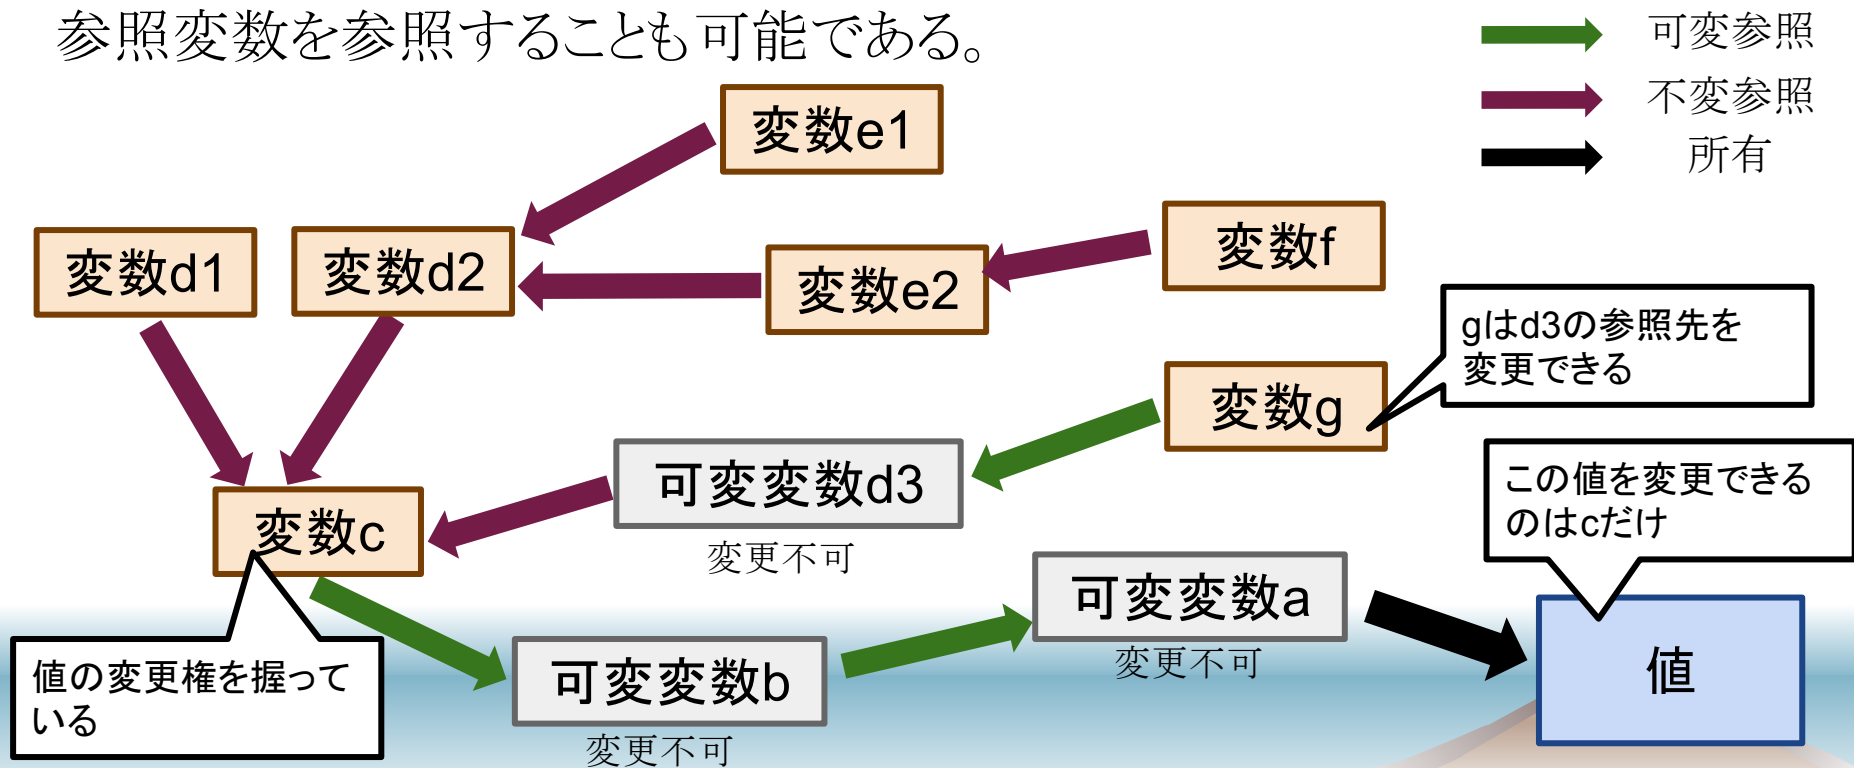 参照変数を参照することも可能である。
可変参照
不変参照
所有
変数e1
変数d1
変数d2
変数e2
変数f
gはd3の参照先を
変更できる
変数g
可変変数d3
変更不可
この値を変更できる
のはcだけ
変数c
可変変数a
変更不可
値の変更権を握って
いる
可変変数b
変更不可
値